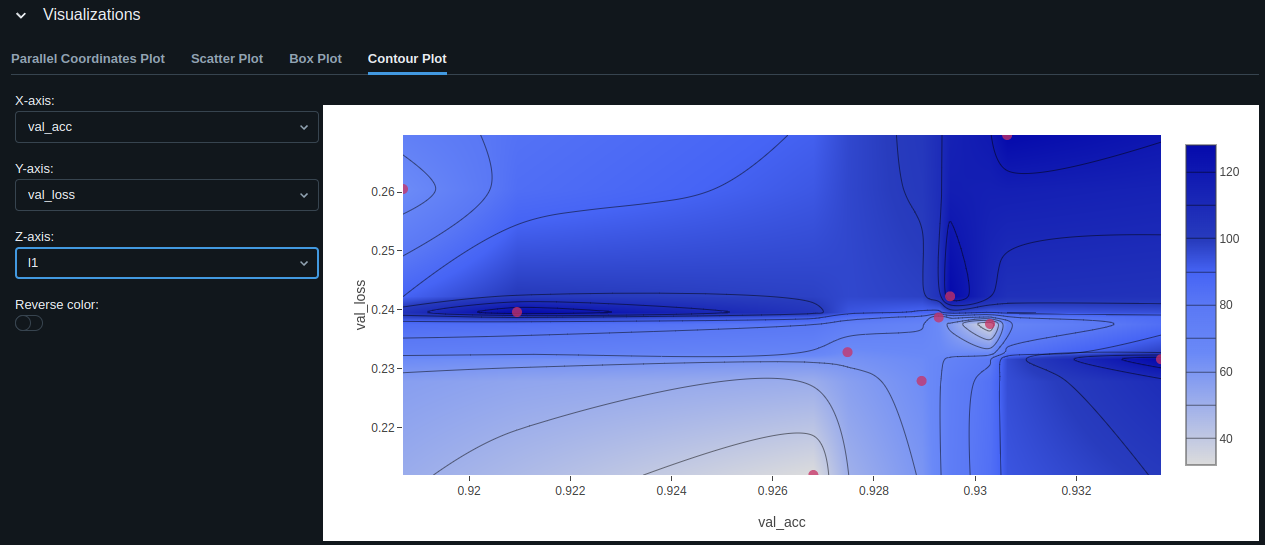 Visualizations
Parallel Coordinates Plot Scatter Plot Box Plot Contour Plot
X-axis:
val_acc
Y-axis:
val_loss
Z-axis:
l1
Reverse color:
val_loss
0.26
0.25
0.24
0.23
0.22
0.92 0.922 0.924 0.926 0.928 0.93 0.932
val_acc
120
100
80
60
40